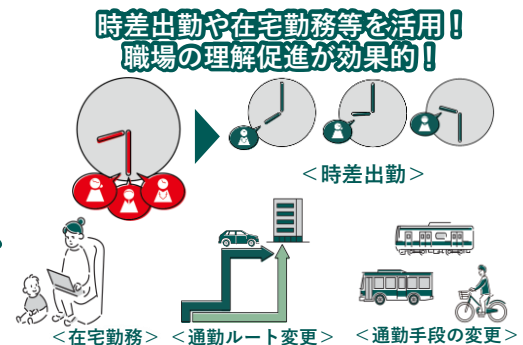 時差出勤や在宅勤務等を活用！
職場の理解促進が効果的！
＜時差出勤＞
＜在宅勤務＞
＜通勤ルート変更＞
＜通勤手段の変更＞